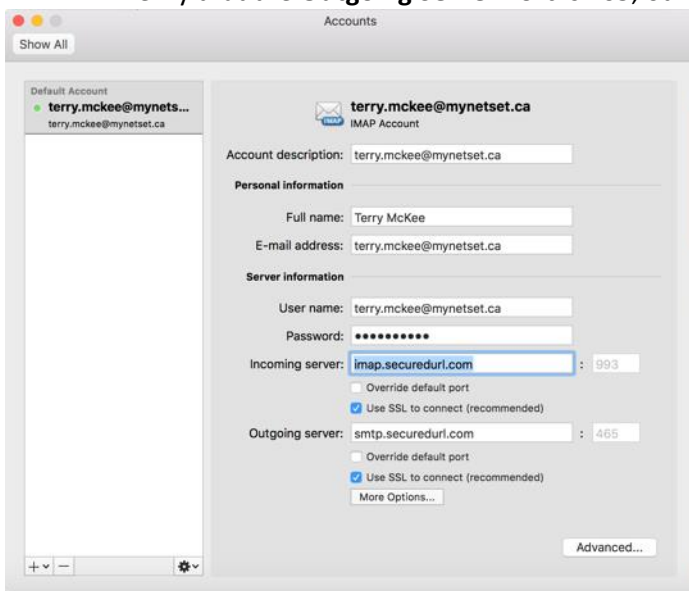 Accounts
Show All
Default Account
terry.mckee@mynets...
terry.mckee@mynetset.ca
terry.mckee@mynetset.ca
IMAP
IMAP Account
Account description: terry.mckee@mynetset.ca
Personal information
Full name: Terry McKee
E-mail address: terry.mckee@mynetset.ca
Server information
User name: terry.mckee@mynetset.ca
Password: ●●●●●●●●●●
Incoming server: imap.securedurl.com : 993
Override default port
Use SSL to connect (recommended)
Outgoing server: smtp.securedurl.com : 465
Override default port
Use SSL to connect (recommended)
More Options...
Advanced...